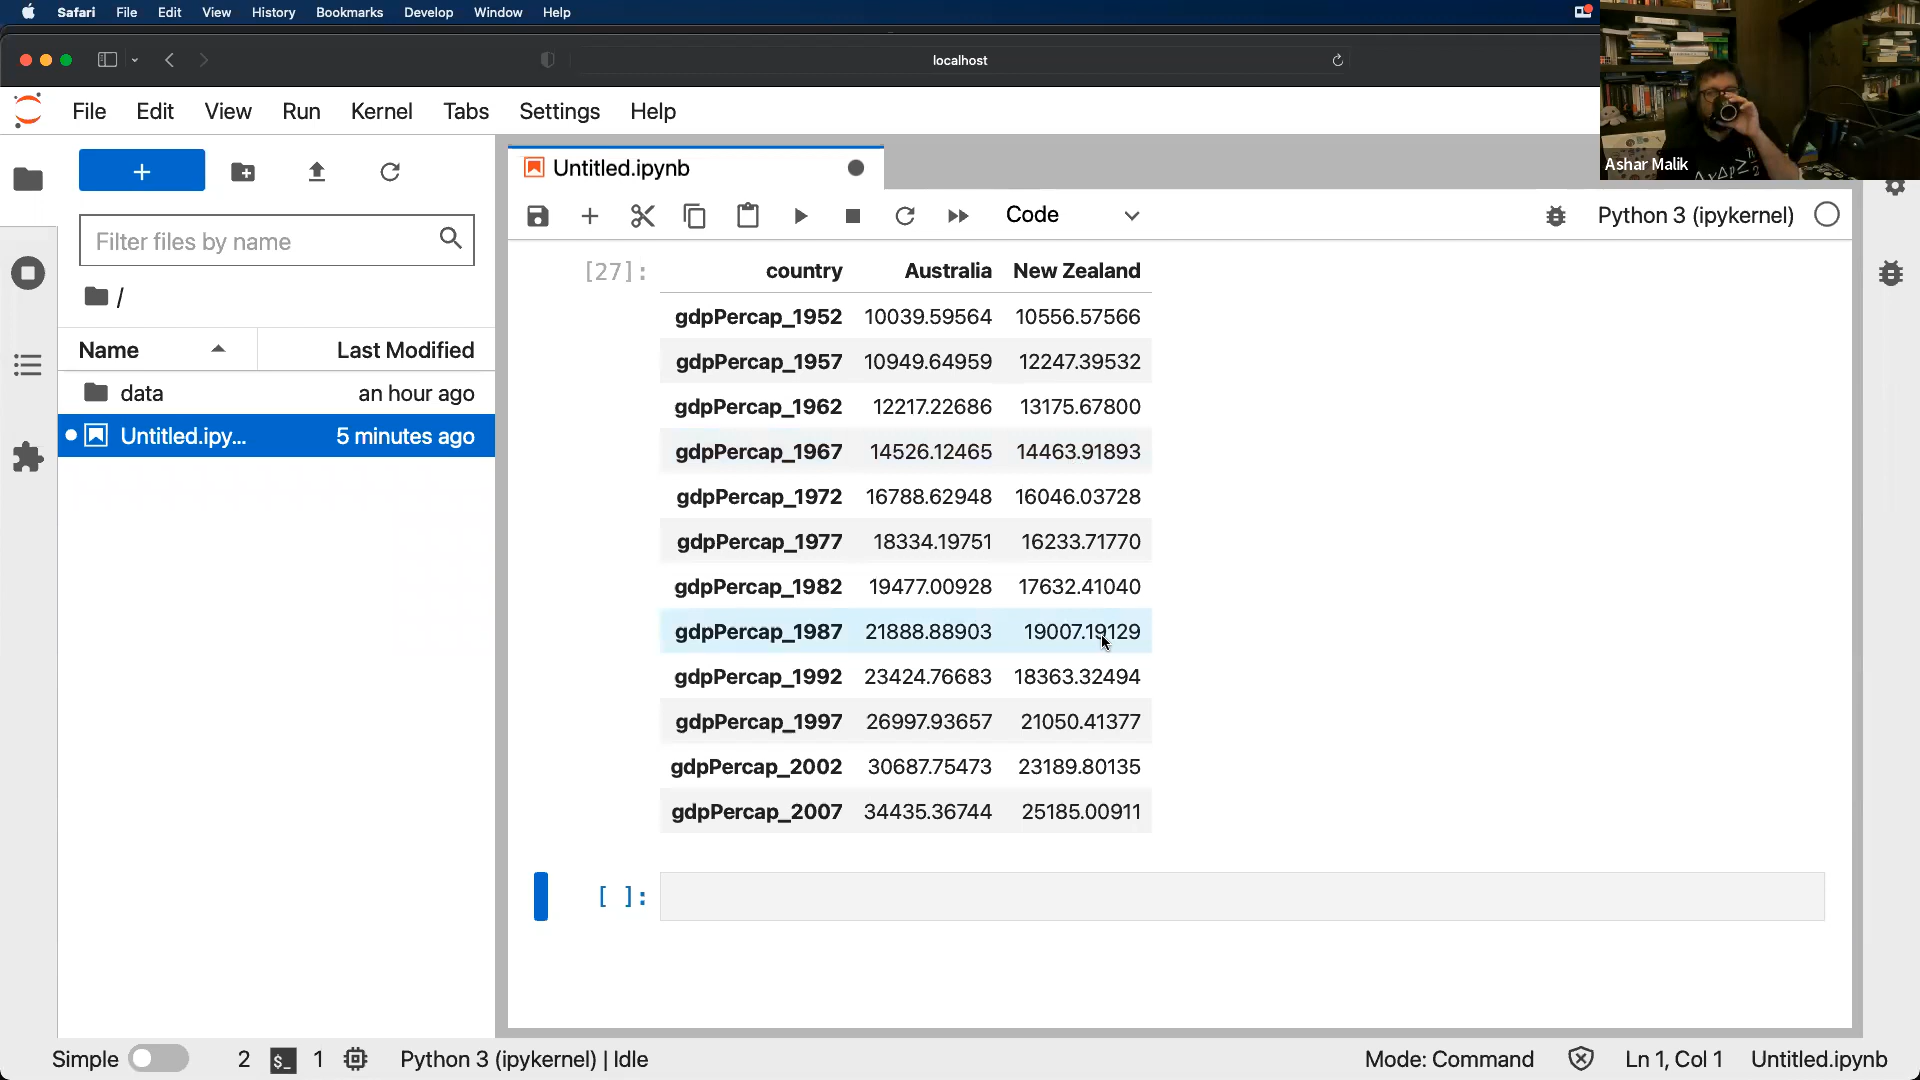 Safari File Edit View History Bookmarks Develop Window Help
localhost
File Edit View Run Kernel Tabs Settings Help
Ashar Malik
Untitled.ipynb
Code
Python 3 (ipykernel)
Filter files by name
/
Name Last Modified
data an hour ago
Untitled.ipy... 5 minutes ago
[27]: country Australia New Zealand
gdpPercap_1952 10039.59564 10556.57566
gdpPercap_1957 10949.64959 12247.39532
gdpPercap_1962 12217.22686 13175.67800
gdpPercap_1967 14526.12465 14463.91893
gdpPercap_1972 16788.62948 16046.03728
gdpPercap_1977 18334.19751 16233.71770
gdpPercap_1982 19477.00928 17632.41040
gdpPercap_1987 21888.88903 19007.19129
gdpPercap_1992 23424.76683 18363.32494
gdpPercap_1997 26997.93657 21050.41377
gdpPercap_2002 30687.75473 23189.80135
gdpPercap_2007 34435.36744 25185.00911
[ ]:
Simple 2 $_ 1 Python 3 (ipykernel) | Idle Mode: Command Ln 1, Col 1 Untitled.ipynb